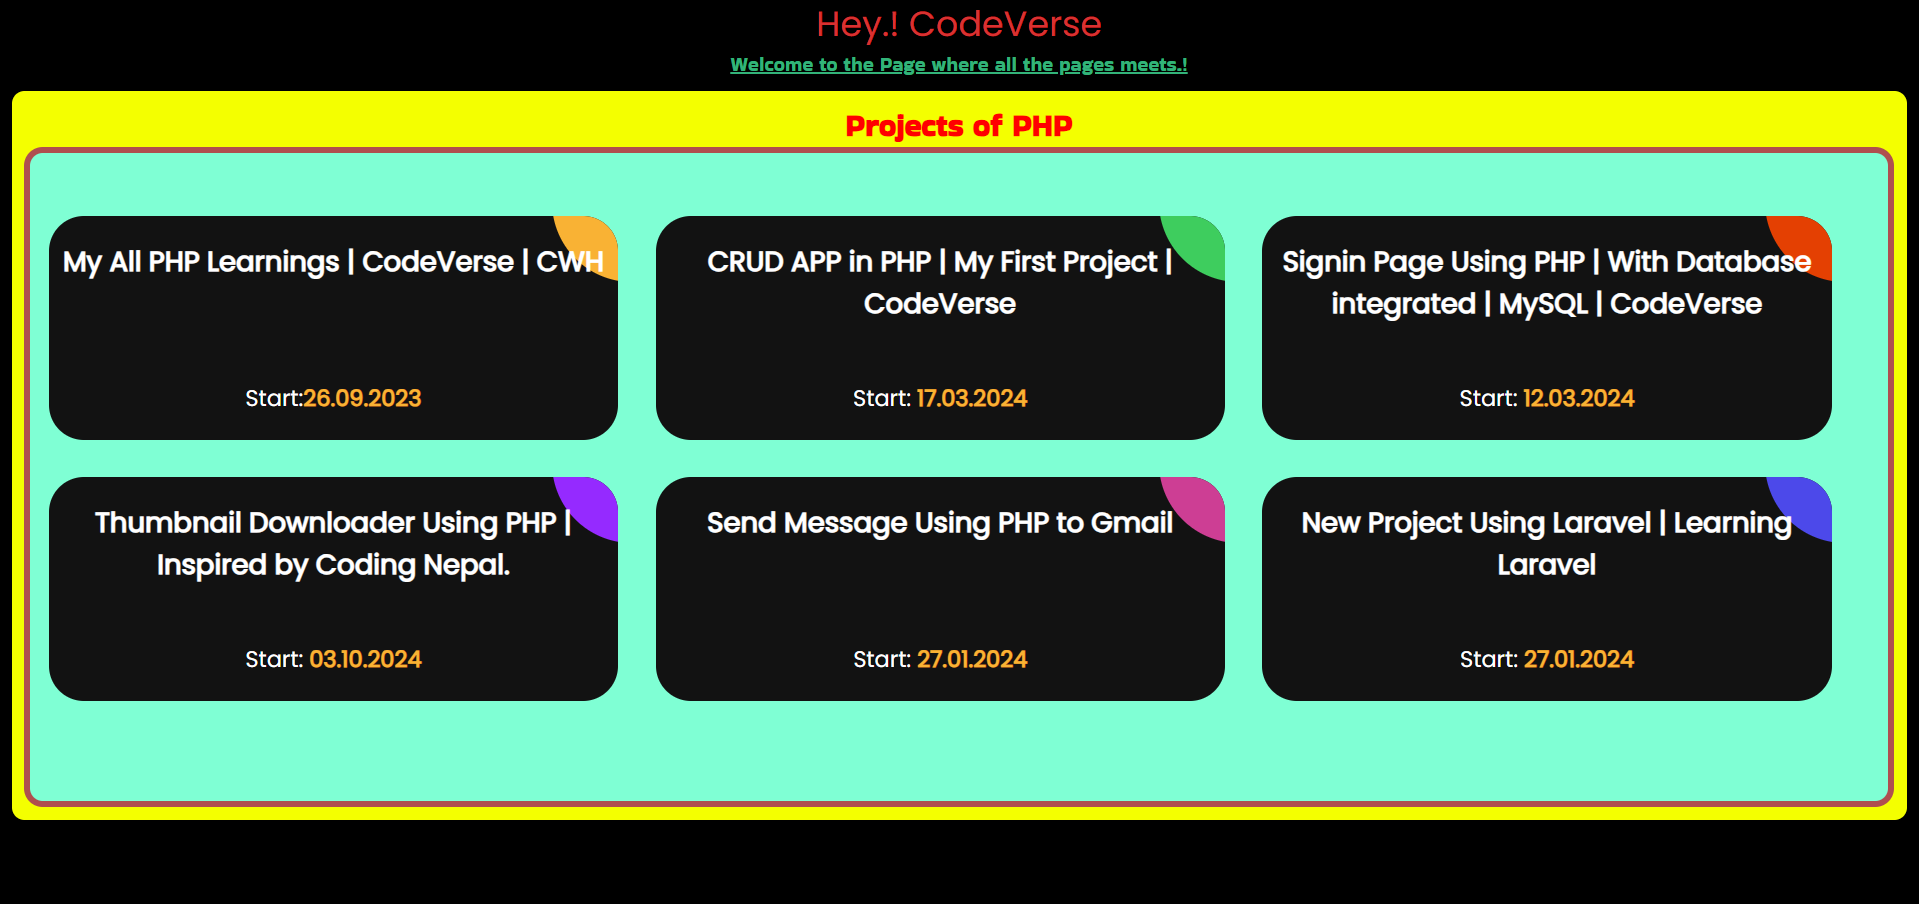 Hey.! CodeVerse
Welcome to the Page where all the pages meets.!
Projects of PHP
My All PHP Learnings | CodeVerse | CWH
Start:26.09.2023
CRUD APP in PHP | My First Project |
CodeVerse
Start: 17.03.2024
Signin Page Using PHP | With Database
integrated | MySQL | CodeVerse
Start: 12.03.2024
Thumbnail Downloader Using PHP |
Inspired by Coding Nepal.
Start: 03.10.2024
Send Message Using PHP to Gmail
Start: 27.01.2024
New Project Using Laravel | Learning
Laravel
Start: 27.01.2024